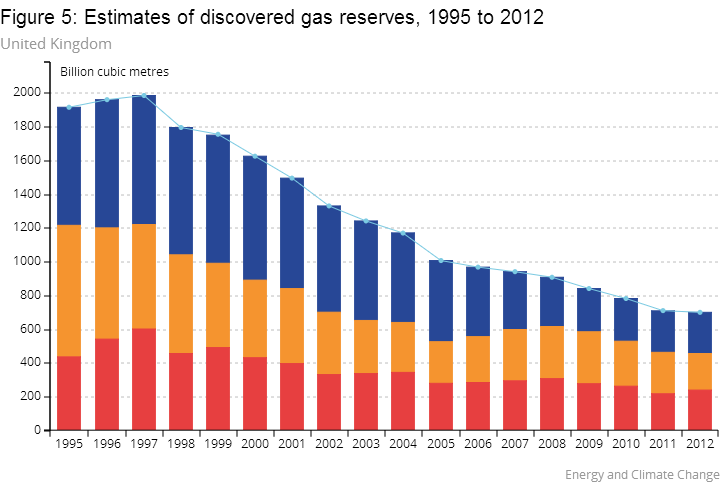 Figure 5: Estimates of discovered gas reserves, 1995 to 2012
United Kingdom
Billion cubic metres
2000
1800
1600
1400
1200
1000
800
600
400
200
0
1995 1996 1997 1998 1999 2000 2001 2002 2003 2004 2005 2006 2007 2008 2009 2010 2011 2012
Energy and Climate Change